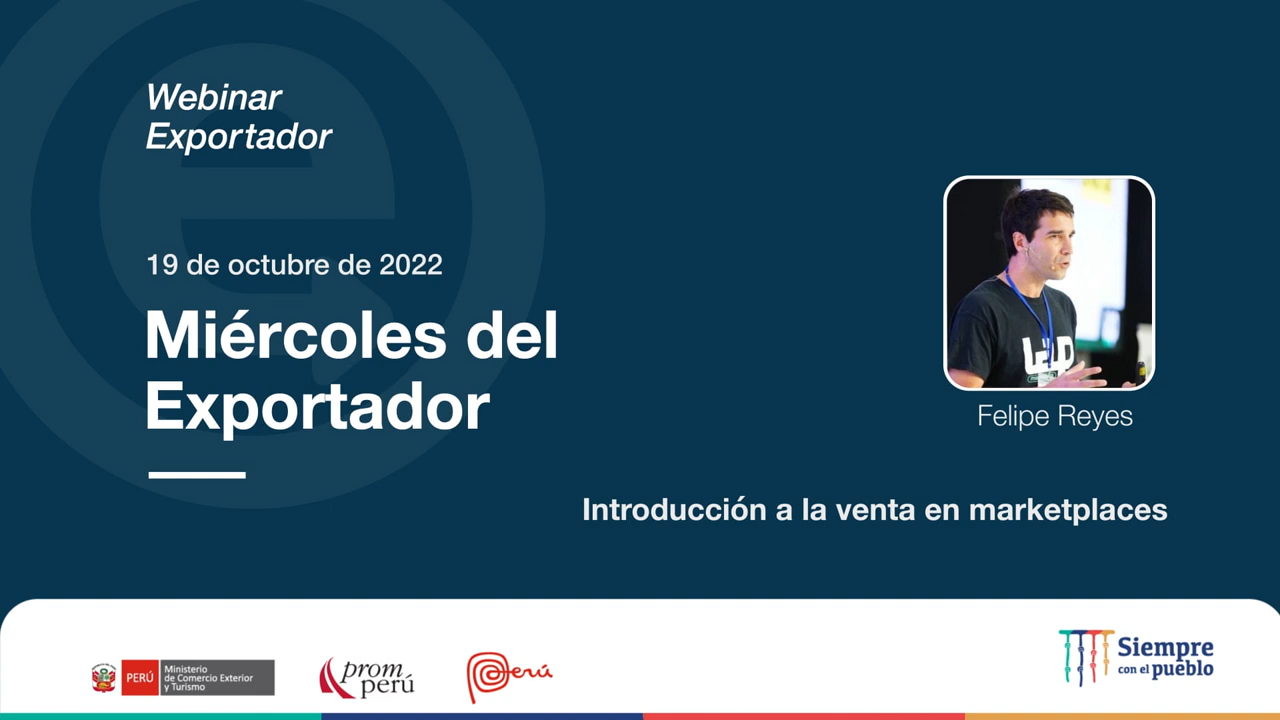 Webinar
Exportador
19 de octubre de 2022
Miércoles del
Exportador
Felipe Reyes
Introducción a la venta en marketplaces
PERÚ
Ministerio
de Comercio Exterior
y Turismo
prom
perú
Perú
Siempre
con el pueblo